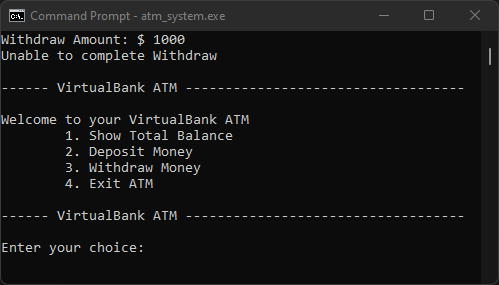 Command Prompt - atm_system.exe
Withdraw Amount: $ 1000
Unable to complete Withdraw
------ VirtualBank ATM -----------------------------------
Welcome to your VirtualBank ATM
1. Show Total Balance
2. Deposit Money
3. Withdraw Money
4. Exit ATM
------ VirtualBank ATM -----------------------------------
Enter your choice: